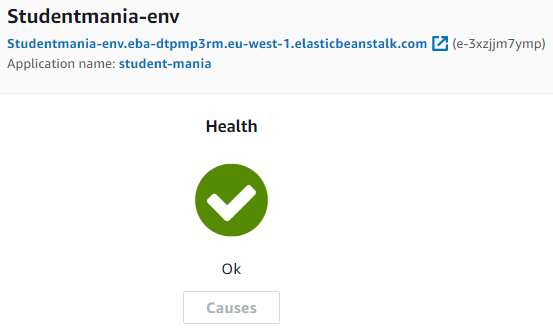 Studentmania-env
Studentmania-env.eba-dtpmp3rm.eu-west-1.elasticbeanstalk.com (e-3xzjjm7ymp)
Application name: student-mania
Health
Ok
Causes